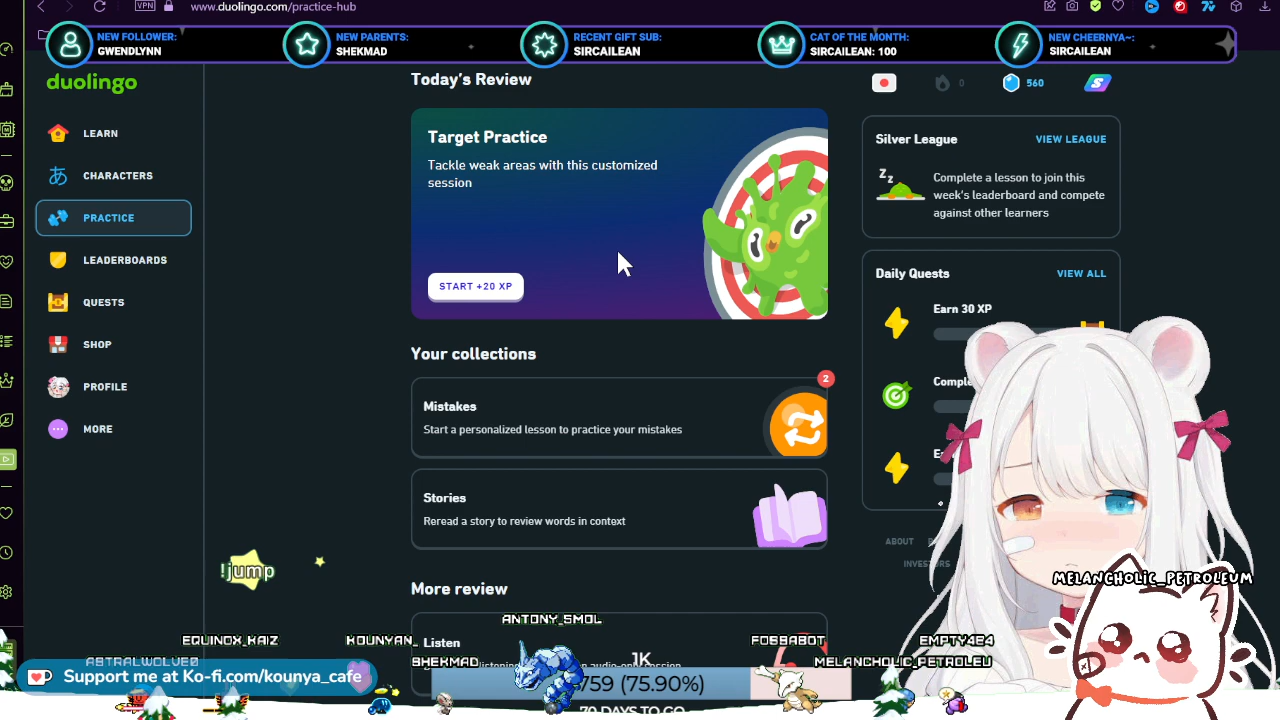 VPN
www.duolingo.com/practice-hub
NEW FOLLOWER:
GWENDLYNN
NEW PARENTS:
SHEKMAD
RECENT GIFT SUB:
SIRCAILEAN
CAT OF THE MONTH:
SIRCAILEAN: 100
NEW CHEERNYA~:
SIRCAILEAN
duolingo
LEARN
あ
CHARACTERS
PRACTICE
LEADERBOARDS
QUESTS
SHOP
PROFILE
MORE
Today's Review
Target Practice
Tackle weak areas with this customized
session
START +20 XP
Your collections
2
Mistakes
Start a personalized lesson to practice your mistakes
Stories
Reread a story to review words in context
More review
Listen
0
560
S
Silver League
VIEW LEAGUE
Z z
Complete a lesson to join this
week's leaderboard and compete
against other learners
Daily Quests
VIEW ALL
Earn 30 XP
ABOUT
!jump
MELANCHOLIC_PETROLEUM
ANTONY_SMOL
EQUINOX_KAIZ
KOUNYAN_
FOSSABOT
EMPTY484
ASTRALWOLVE0
SHEKMAD
MELANCHOLIC_PETROLEU
1K
759 (75.90%)
70 DAYS TO GO
Support me at Ko-fi.com/kounya_cafe